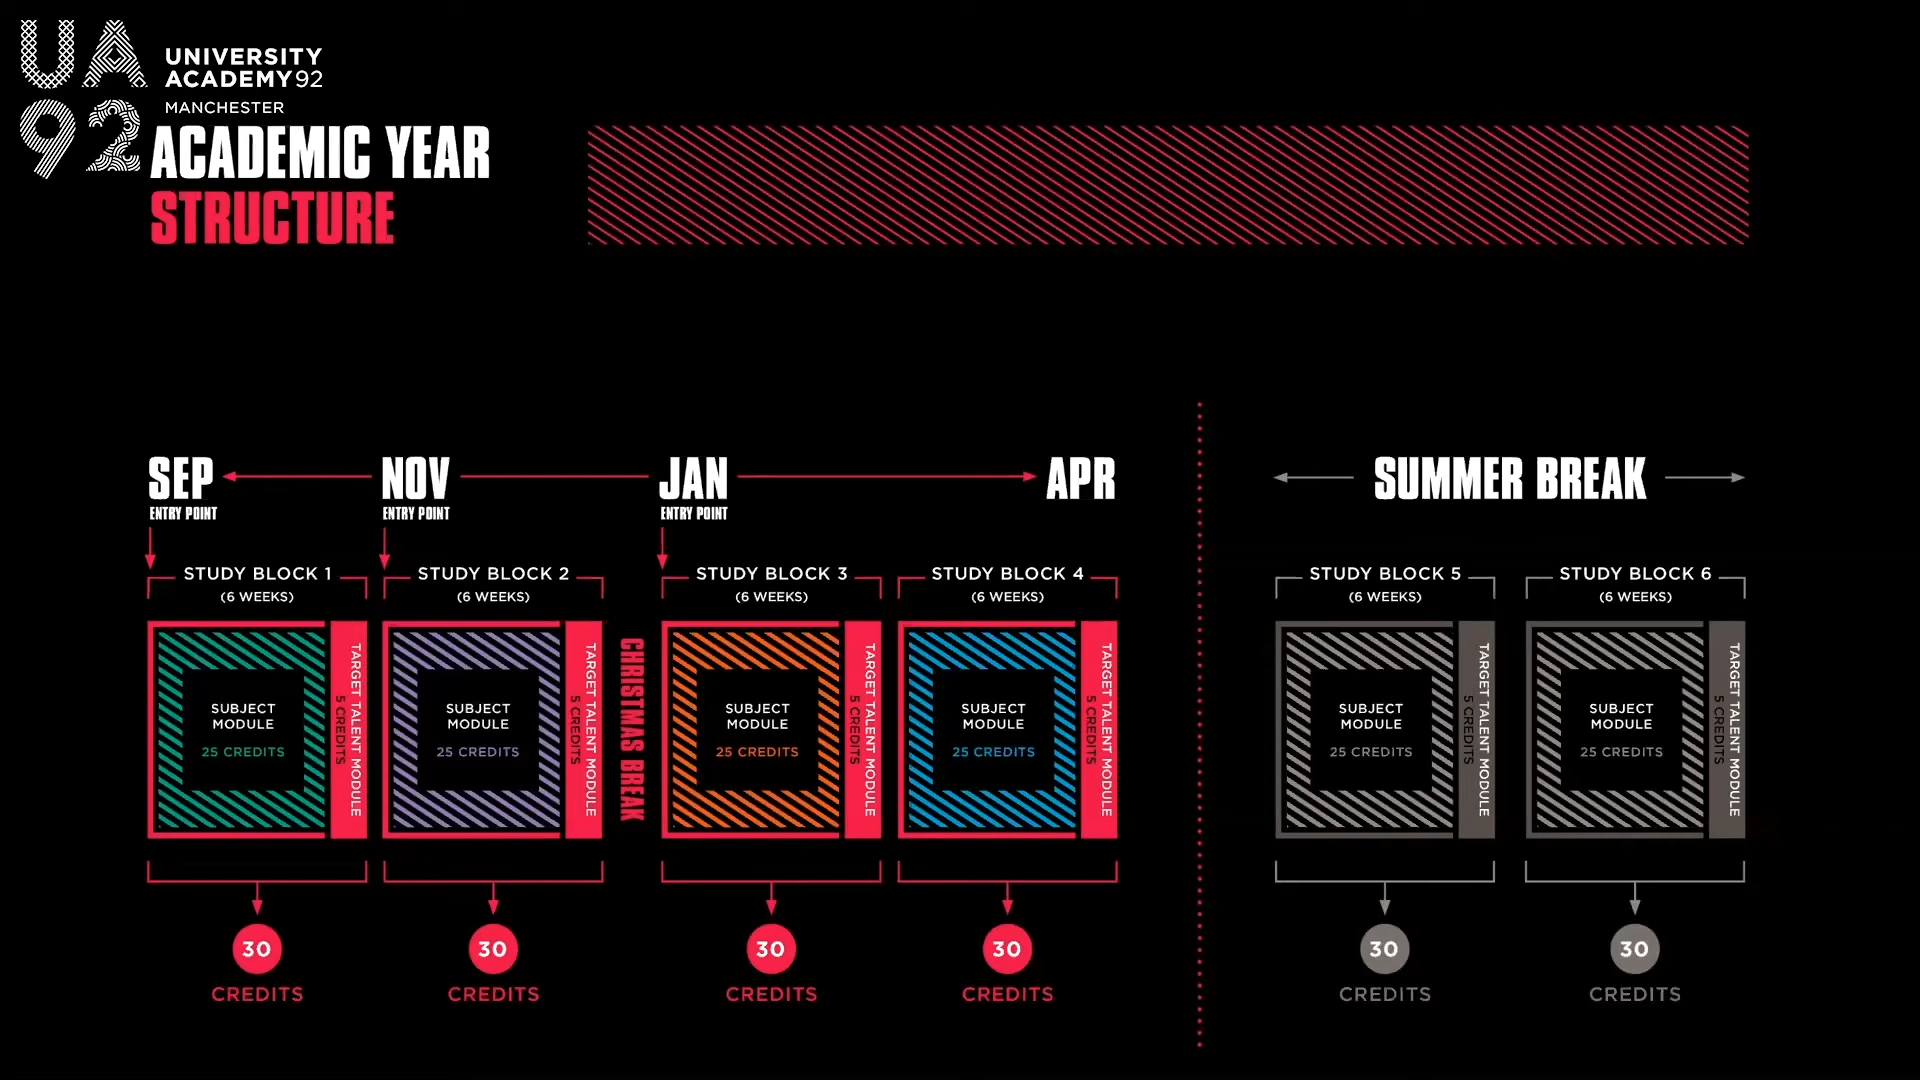 UA
92
UNIVERSITY
ACADEMY92
MANCHESTER
ACADEMIC YEAR
STRUCTURE
SEP
ENTRY POINT
NOV
ENTRY POINT
JAN
ENTRY POINT
APR
SUMMER BREAK
STUDY BLOCK 1
(6 WEEKS)
SUBJECT
MODULE
25 CREDITS
TARGET TALENT MODULE
5 CREDITS
30
CREDITS
STUDY BLOCK 2
(6 WEEKS)
SUBJECT
MODULE
25 CREDITS
TARGET TALENT MODULE
5 CREDITS
30
CREDITS
CHRISTMAS BREAK
STUDY BLOCK 3
(6 WEEKS)
SUBJECT
MODULE
25 CREDITS
TARGET TALENT MODULE
5 CREDITS
30
CREDITS
STUDY BLOCK 4
(6 WEEKS)
SUBJECT
MODULE
25 CREDITS
TARGET TALENT MODULE
5 CREDITS
30
CREDITS
STUDY BLOCK 5
(6 WEEKS)
SUBJECT
MODULE
25 CREDITS
TARGET TALENT MODULE
5 CREDITS
30
CREDITS
STUDY BLOCK 6
(6 WEEKS)
SUBJECT
MODULE
25 CREDITS
TARGET TALENT MODULE
5 CREDITS
30
CREDITS